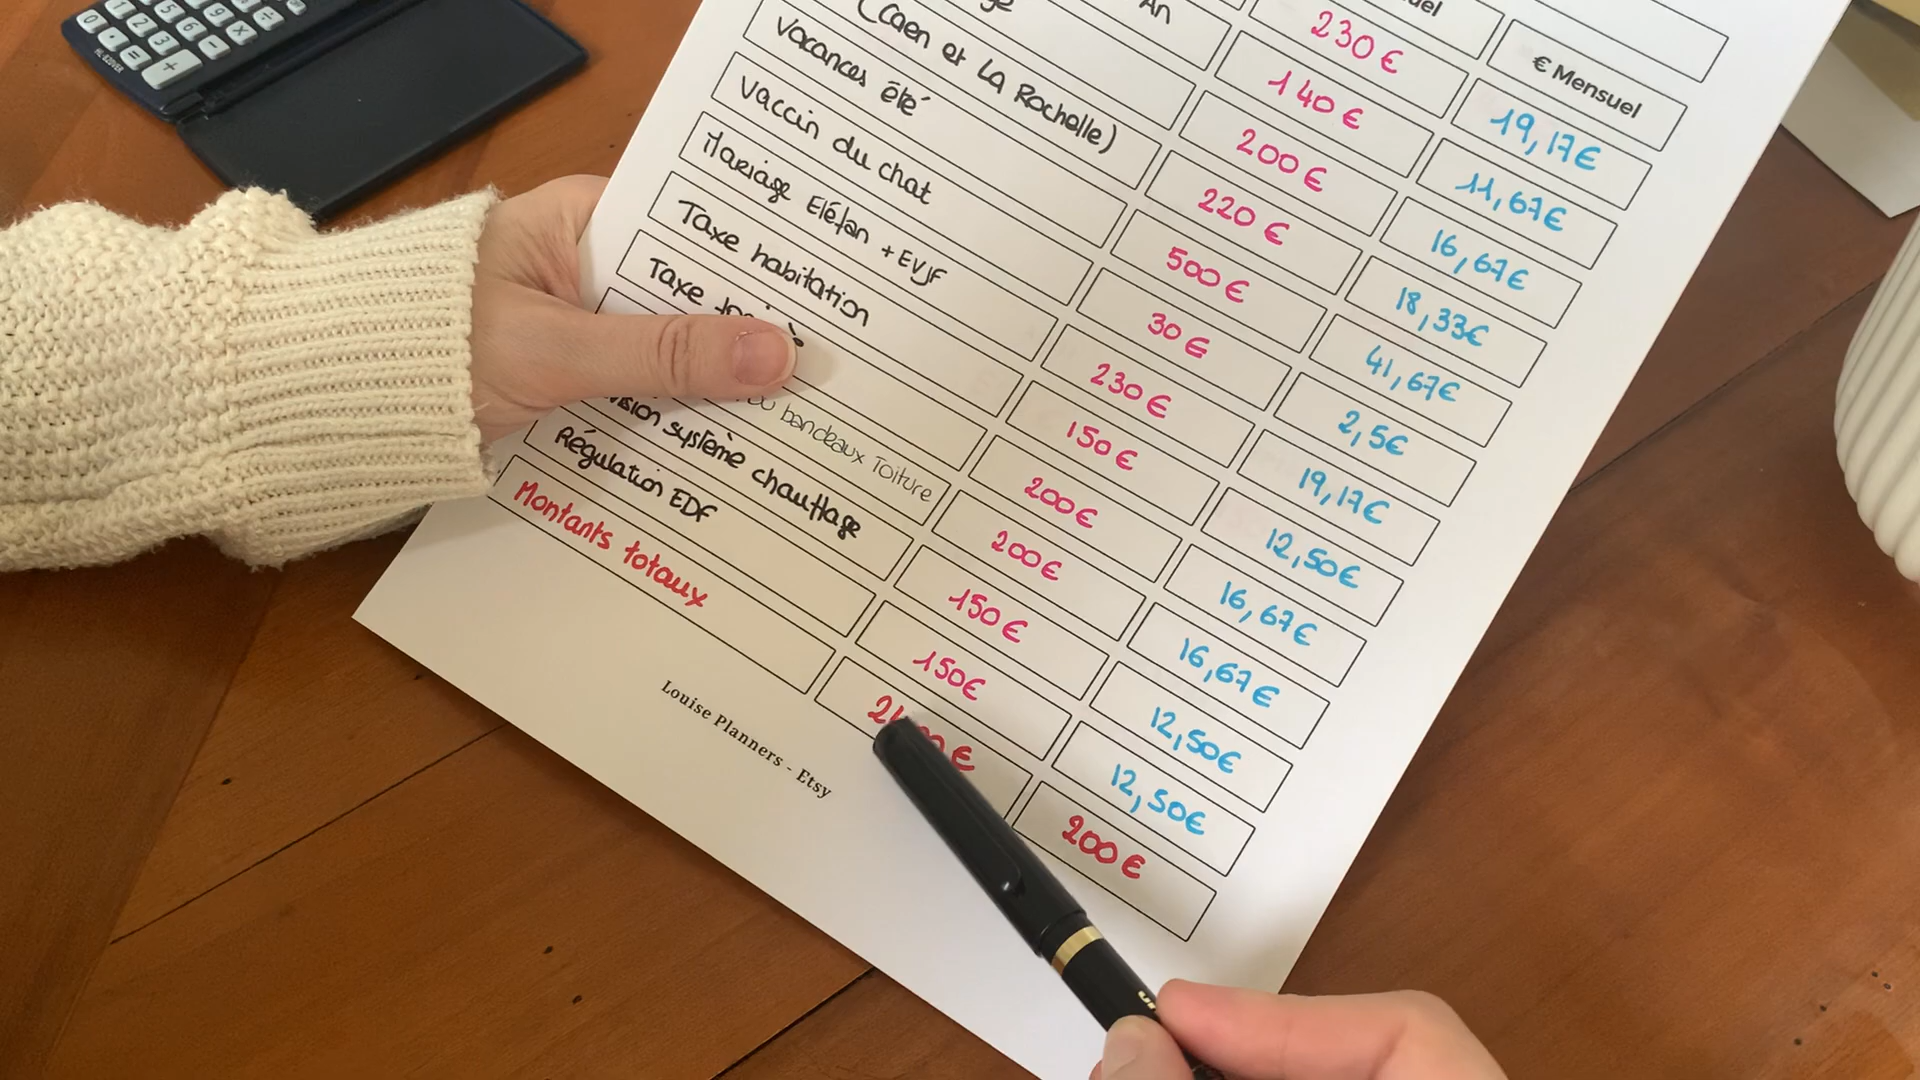 An
€ Mensuel
230 €
19,17€
140 €
11,67€
(Caen et La Rochelle)
200 €
16,67€
Vacances été
220 €
18,33€
Vaccin du chat
500 €
41,67€
Mariage Eléfan + EVJF
30 €
2,5€
Taxe habitation
230 €
19,17€
Taxe
150 €
12,50€
200 €
16,67€
bandeaux Toiture
200 €
16,67€
système chauffage
150 €
12,50€
Régulation EDF
150€
12,50€
Montants totaux
200 €
Louise Planners - Etsy